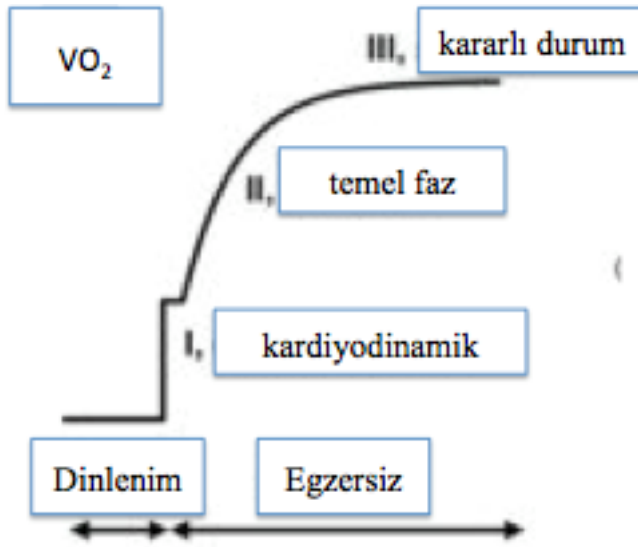 VO₂
III, kararlı durum
II, temel faz
I, kardiyodinamik
Dinlenim
Egzersiz
(